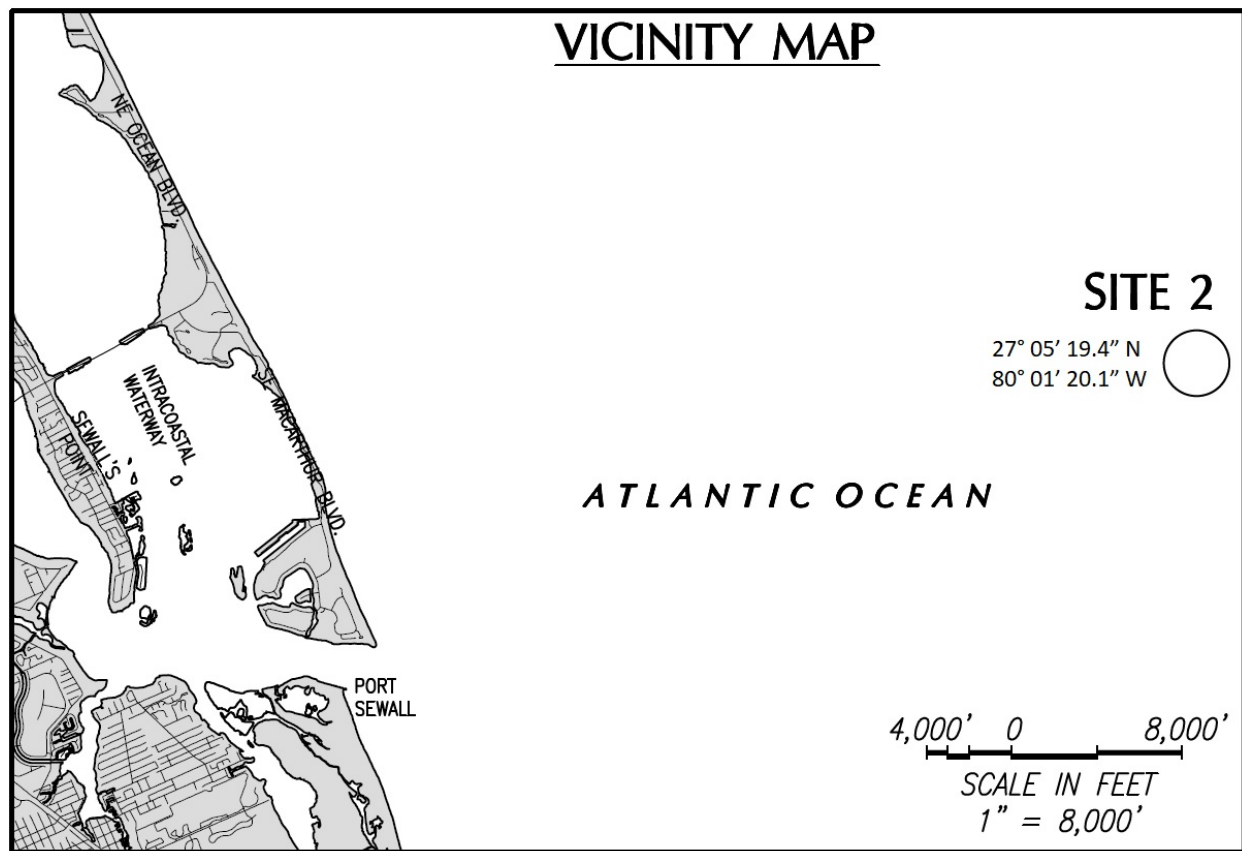 VICINITY MAP
NE OCEAN BLVD.
SITE 2
27° 05’ 19.4” N
80° 01’ 20.1” W
INTRACOASTAL
WATERWAY
SEWALL'S
POINT
SE MACARTHUR BLVD.
ATLANTIC OCEAN
PORT
SEWALL
4,000' 0 8,000'
SCALE IN FEET
1" = 8,000'